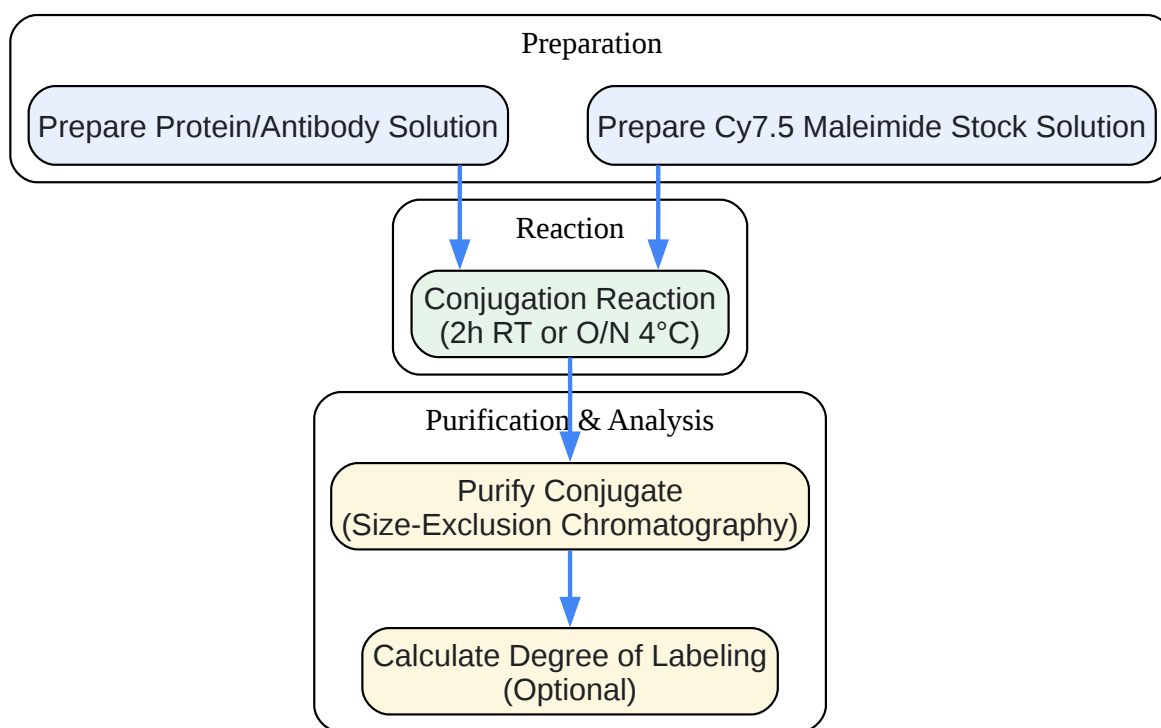 Preparation
Prepare Protein/Antibody Solution
Prepare Cy7.5 Maleimide Stock Solution
Reaction
Conjugation Reaction
(2h RT or O/N 4°C)
Purification & Analysis
Purify Conjugate
(Size-Exclusion Chromatography)
Calculate Degree of Labeling
(Optional)